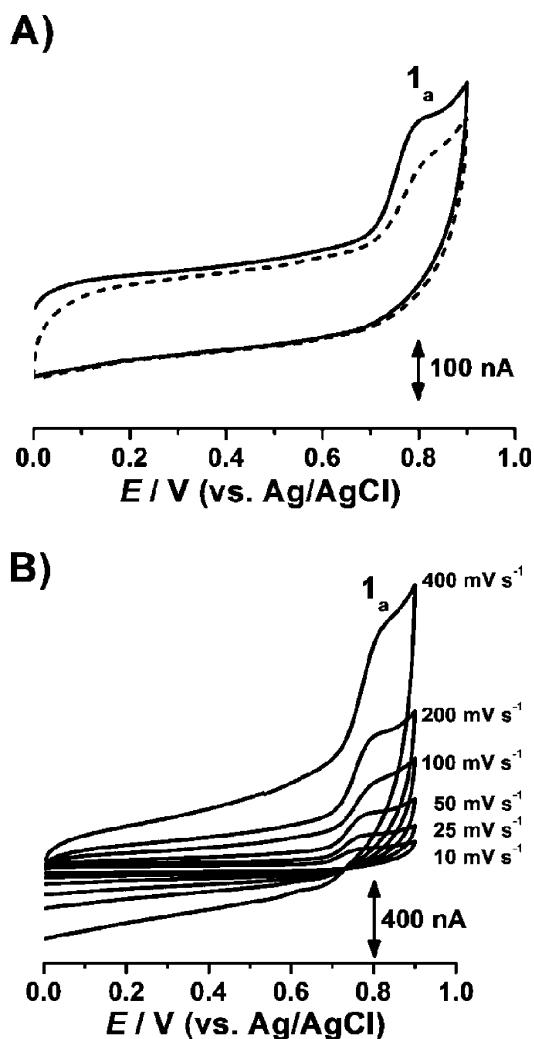 A)
1a
100 nA
0.0 0.2 0.4 0.6 0.8 1.0
E / V (vs. Ag/AgCl)
B)
1a
400 mV s⁻¹
200 mV s⁻¹
100 mV s⁻¹
50 mV s⁻¹
25 mV s⁻¹
10 mV s⁻¹
400 nA
0.0 0.2 0.4 0.6 0.8 1.0
E / V (vs. Ag/AgCl)